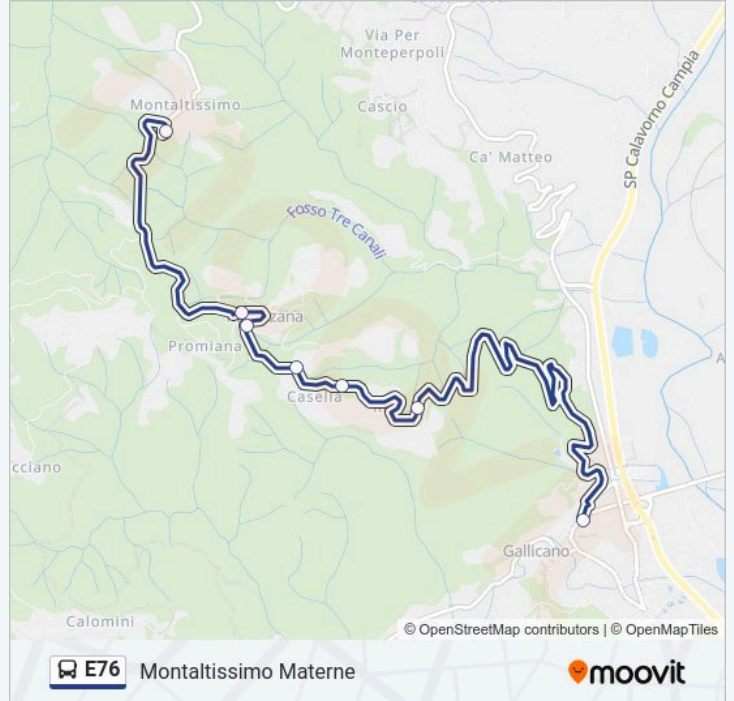 Via Per
Monteperpoli
Montaltissimo
Cascio
SP Calavorno Campia
Ca' Matteo
Fosso Tre Canali
Promiana
Casella
Gallicano
Calomini
© OpenStreetMap contributors | © OpenMapTiles
E76 Montaltissimo Materne
moovit